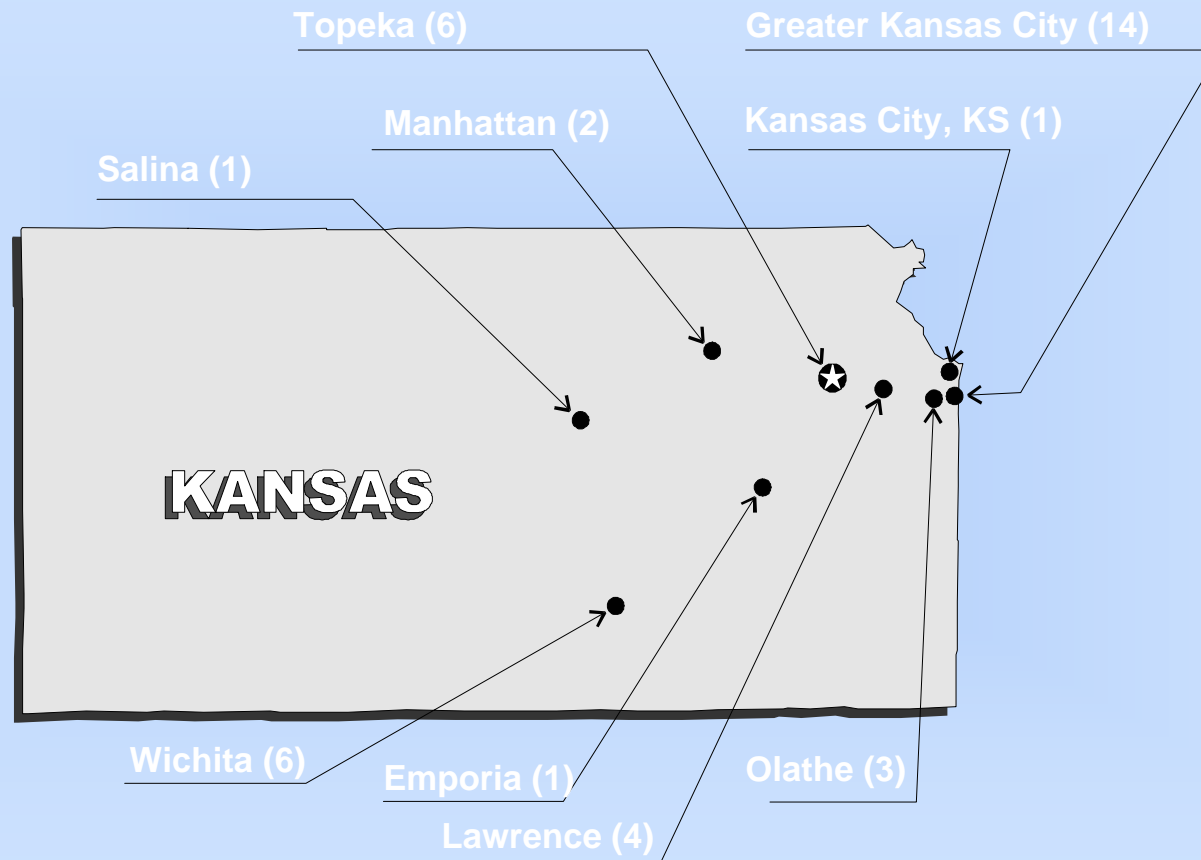 Topeka (6)
Greater Kansas City (14)
Manhattan (2)
Kansas City, KS (1)
Salina (1)
KANSAS
Wichita (6)
Emporia (1)
Olathe (3)
Lawrence (4)